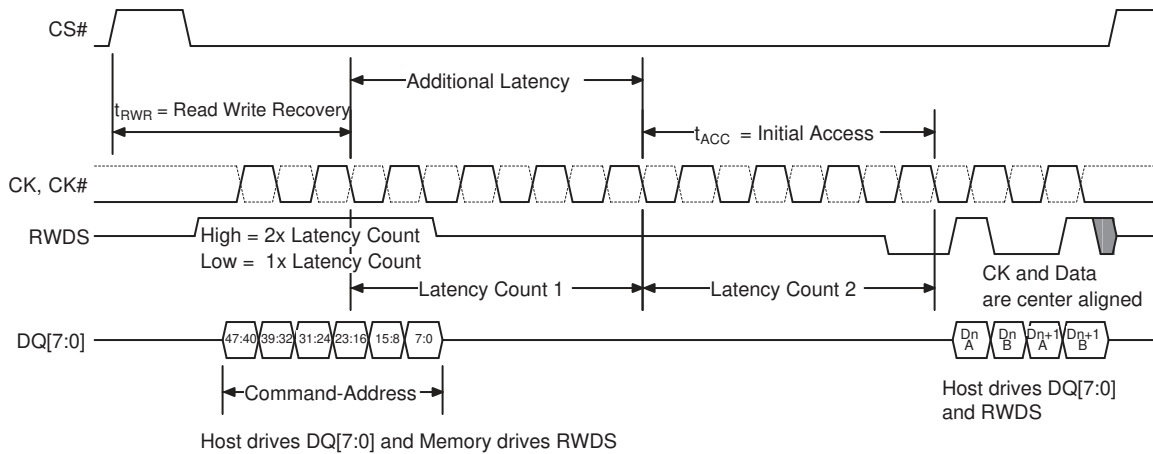 CS#
Additional Latency
tRWR = Read Write Recovery
tACC = Initial Access
CK, CK#
RWDS
High = 2x Latency Count
Low = 1x Latency Count
CK and Data
are center aligned
Latency Count 1
Latency Count 2
DQ[7:0]
47:40 39:32 31:24 23:16 15:8 7:0
Dn A
Dn B
Dn+1 A
Dn+1 B
Command-Address
Host drives DQ[7:0]
and RWDS
Host drives DQ[7:0] and Memory drives RWDS